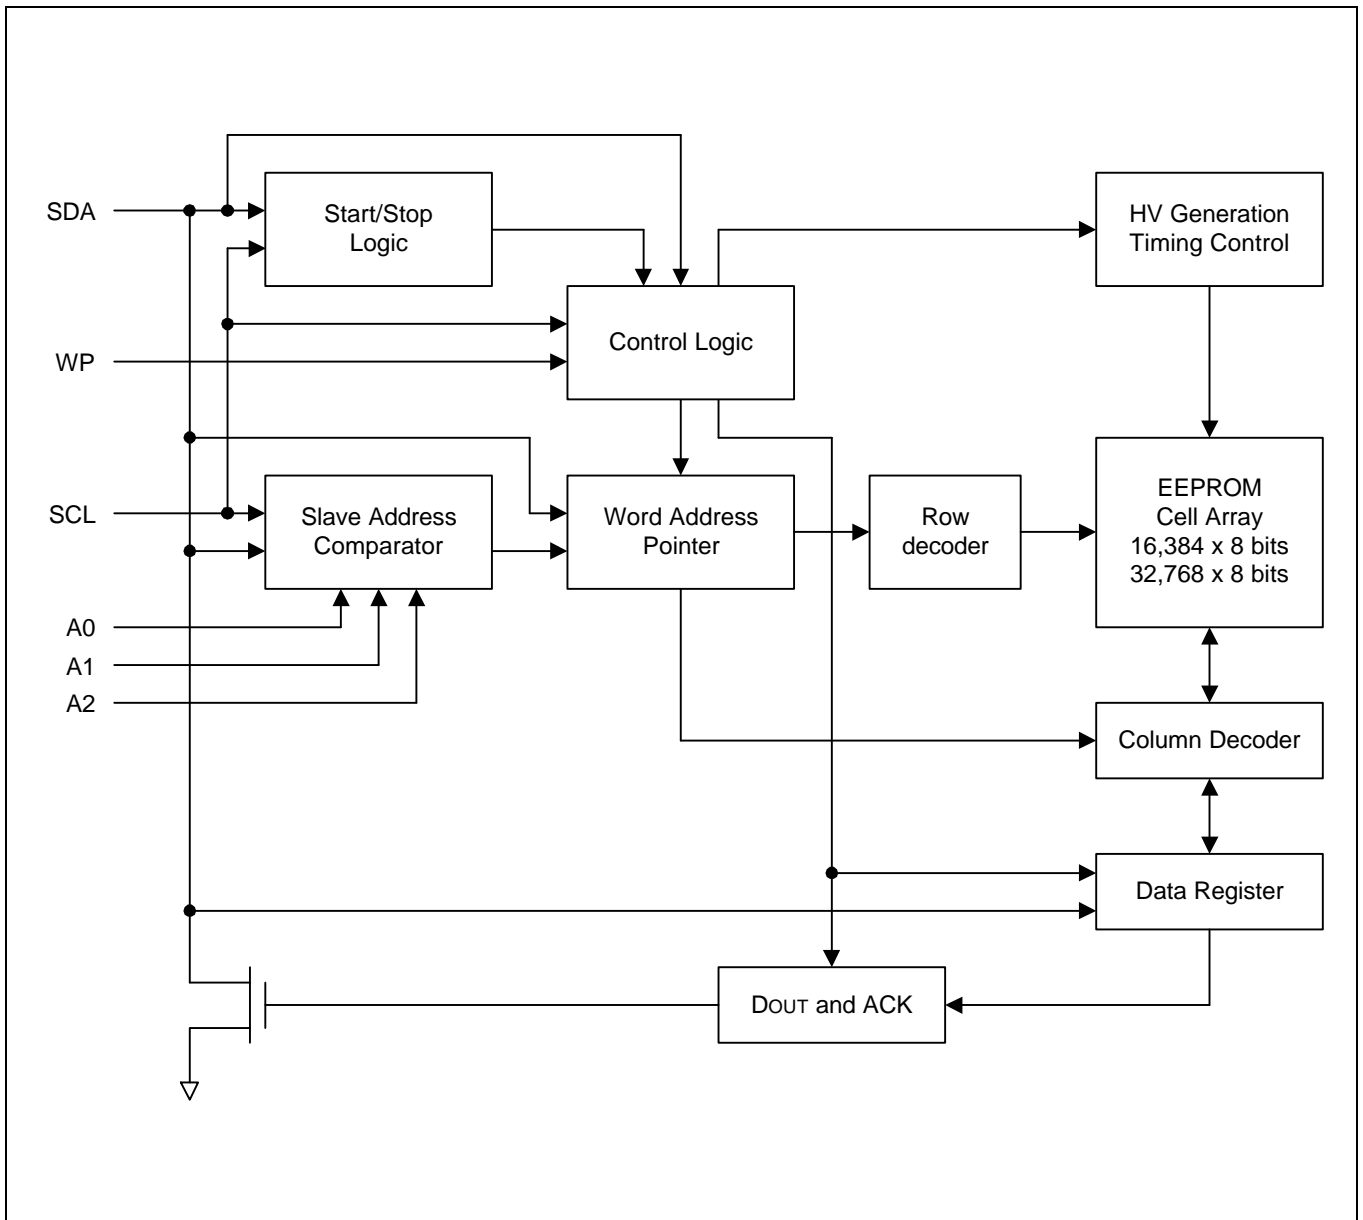 SDA
Start/Stop
Logic
HV Generation
Timing Control
WP
Control Logic
SCL
Slave Address
Comparator
Word Address
Pointer
Row
decoder
EEPROM
Cell Array
16,384 x 8 bits
32,768 x 8 bits
A0
A1
A2
Column Decoder
Data Register
DOUT and ACK